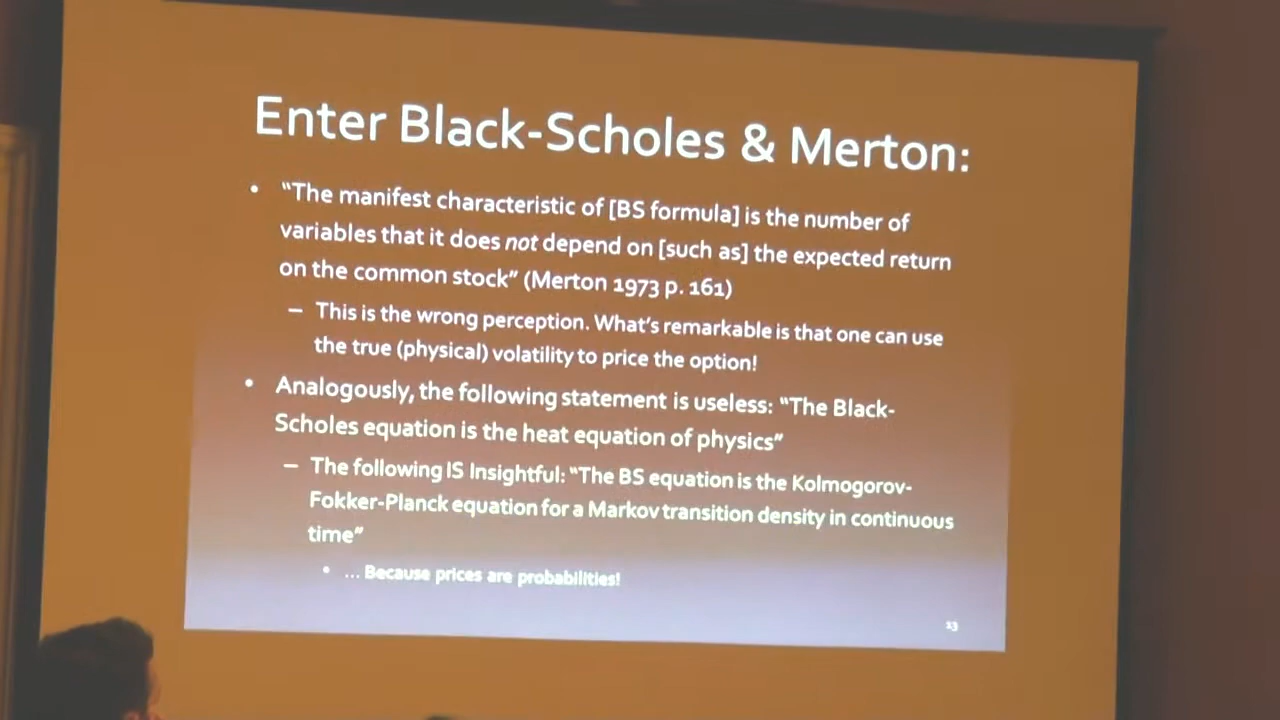 Enter Black-Scholes & Merton:
• “The manifest characteristic of [BS formula] is the number of
variables that it does not depend on [such as] the expected return
on the common stock” (Merton 1973 p. 161)
– This is the wrong perception. What’s remarkable is that one can use
the true (physical) volatility to price the option!
• Analogously, the following statement is useless: “The Black-
Scholes equation is the heat equation of physics”
– The following IS Insightful: “The BS equation is the Kolmogorov-
Fokker-Planck equation for a Markov transition density in continuous
time”
• ... Because prices are probabilities!
13